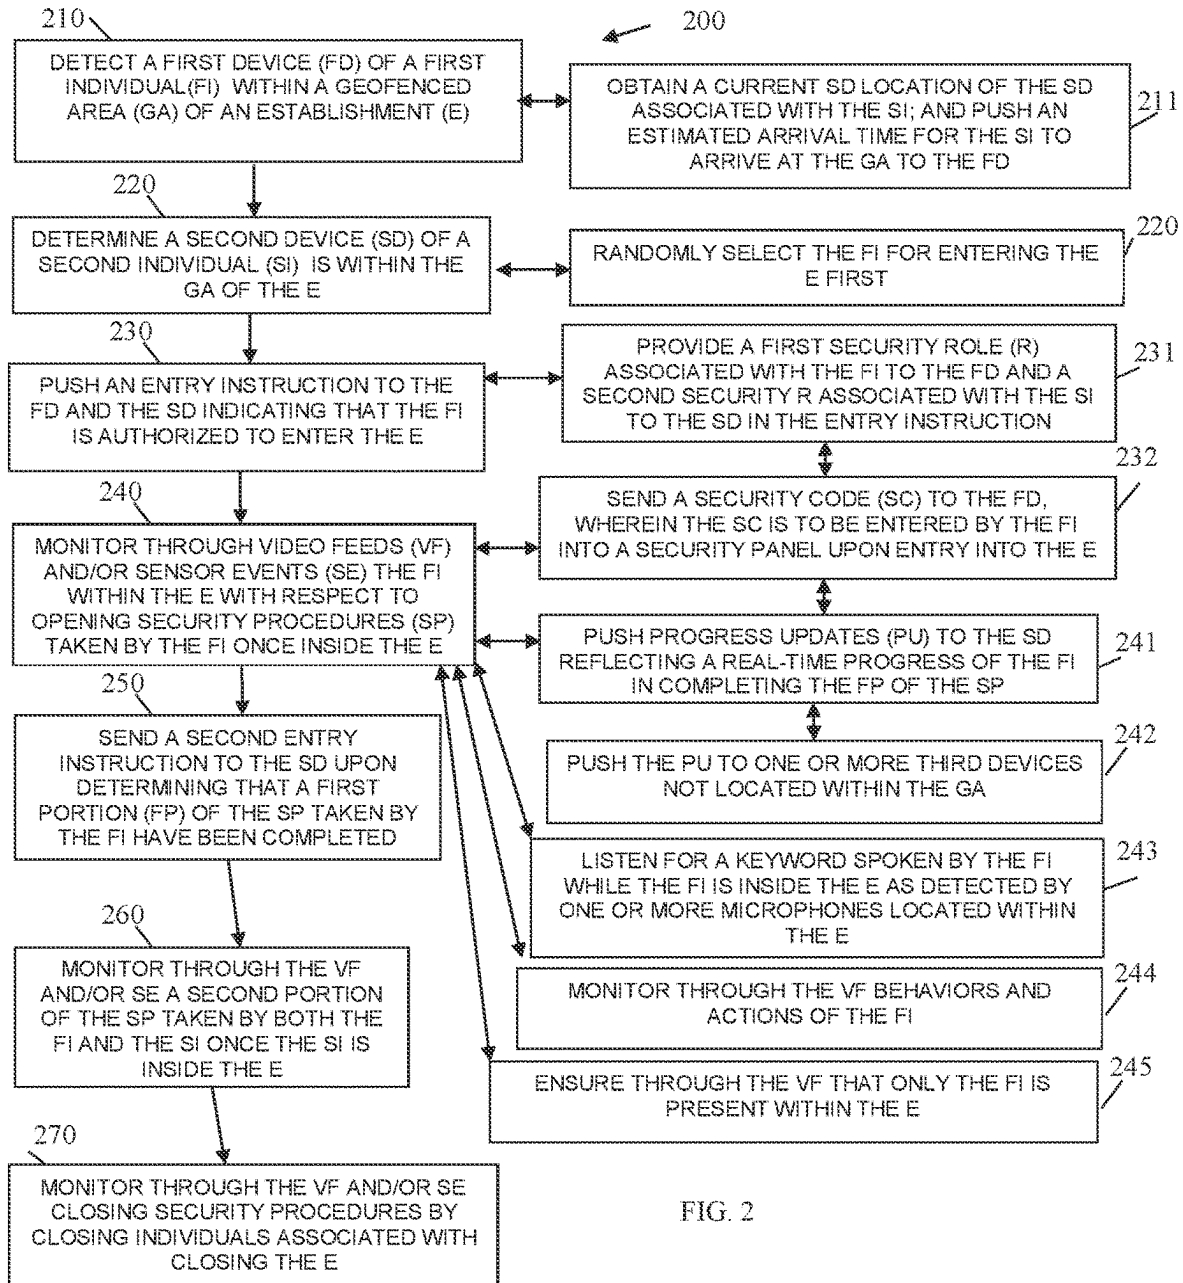 210
200
DETECT A FIRST DEVICE (FD) OF A FIRST
INDIVIDUAL(FI) WITHIN A GEOFENCED
AREA (GA) OF AN ESTABLISHMENT (E)
OBTAIN A CURRENT SD LOCATION OF THE SD
ASSOCIATED WITH THE SI; AND PUSH AN
ESTIMATED ARRIVAL TIME FOR THE SI TO
ARRIVE AT THE GA TO THE FD
211
220
DETERMINE A SECOND DEVICE (SD) OF A
SECOND INDIVIDUAL (SI) IS WITHIN THE
GA OF THE E
220
RANDOMLY SELECT THE FI FOR ENTERING THE
E FIRST
230
PUSH AN ENTRY INSTRUCTION TO THE
FD AND THE SD INDICATING THAT THE FI
IS AUTHORIZED TO ENTER THE E
PROVIDE A FIRST SECURITY ROLE (R)
ASSOCIATED WITH THE FI TO THE FD AND A
SECOND SECURITY R ASSOCIATED WITH THE SI
TO THE SD IN THE ENTRY INSTRUCTION
231
232
SEND A SECURITY CODE (SC) TO THE FD,
WHEREIN THE SC IS TO BE ENTERED BY THE FI
INTO A SECURITY PANEL UPON ENTRY INTO THE E
240
MONITOR THROUGH VIDEO FEEDS (VF)
AND/OR SENSOR EVENTS (SE) THE FI
WITHIN THE E WITH RESPECT TO
OPENING SECURITY PROCEDURES (SP)
TAKEN BY THE FI ONCE INSIDE THE E
PUSH PROGRESS UPDATES (PU) TO THE SD
REFLECTING A REAL-TIME PROGRESS OF THE FI
IN COMPLETING THE FP OF THE SP
241
242
PUSH THE PU TO ONE OR MORE THIRD DEVICES
NOT LOCATED WITHIN THE GA
250
SEND A SECOND ENTRY
INSTRUCTION TO THE SD UPON
DETERMINING THAT A FIRST
PORTION (FP) OF THE SP TAKEN BY
THE FI HAVE BEEN COMPLETED
243
LISTEN FOR A KEYWORD SPOKEN BY THE FI
WHILE THE FI IS INSIDE THE E AS DETECTED BY
ONE OR MORE MICROPHONES LOCATED WITHIN
THE E
260
MONITOR THROUGH THE VF
AND/OR SE A SECOND PORTION
OF THE SP TAKEN BY BOTH THE
FI AND THE SI ONCE THE SI IS
INSIDE THE E
244
MONITOR THROUGH THE VF BEHAVIORS AND
ACTIONS OF THE FI
245
ENSURE THROUGH THE VF THAT ONLY THE FI IS
PRESENT WITHIN THE E
270
MONITOR THROUGH THE VF AND/OR SE
CLOSING SECURITY PROCEDURES BY
CLOSING INDIVIDUALS ASSOCIATED WITH
CLOSING THE E
FIG. 2